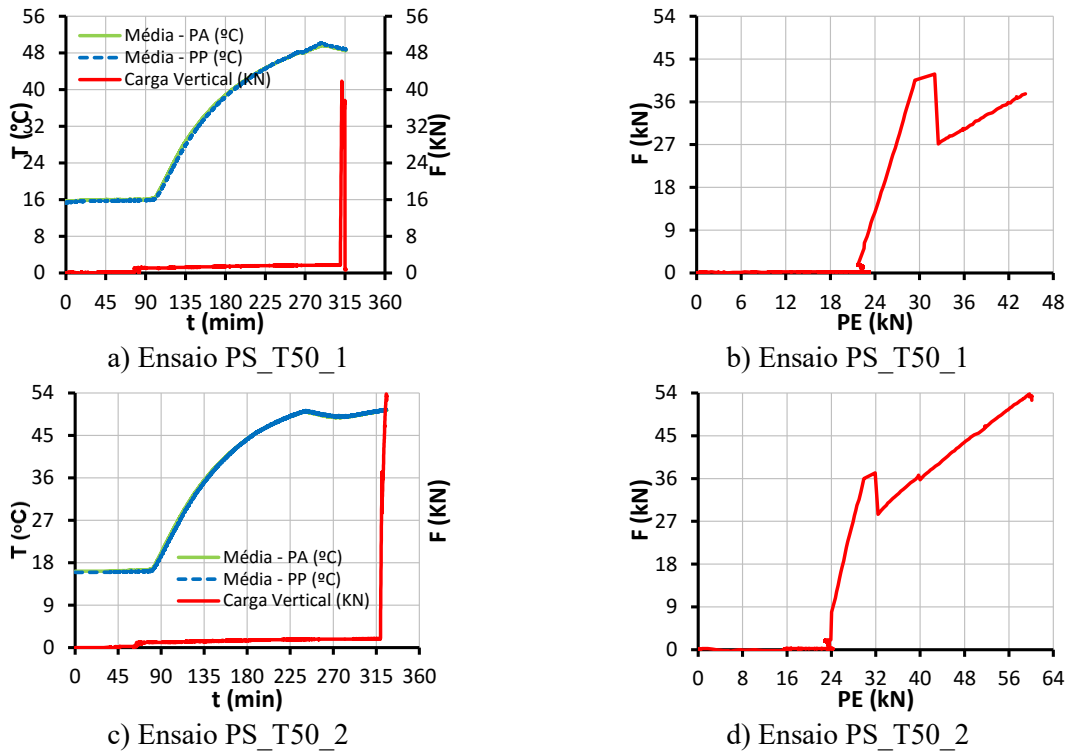 56
48
40
32
24
16
8
0
T (°C)
Média - PA (ºC)
Média - PP (ºC)
Carga Vertical (KN)
56
48
40
32
24
16
8
0
F (KN)
0 45 90 135 180 225 270 315 360
t (mim)
a) Ensaio PS_T50_1
54
45
36
27
18
9
0
F (kN)
0 6 12 18 24 30 36 42 48
PE (kN)
b) Ensaio PS_T50_1
54
45
36
27
18
9
0
T (ºC)
Média - PA (ºC)
Média - PP (ºC)
Carga Vertical (KN)
F (KN)
0 45 90 135 180 225 270 315 360
t (min)
c) Ensaio PS_T50_2
54
45
36
27
18
9
0
F (kN)
0 8 16 24 32 40 48 56 64
PE (kN)
d) Ensaio PS_T50_2